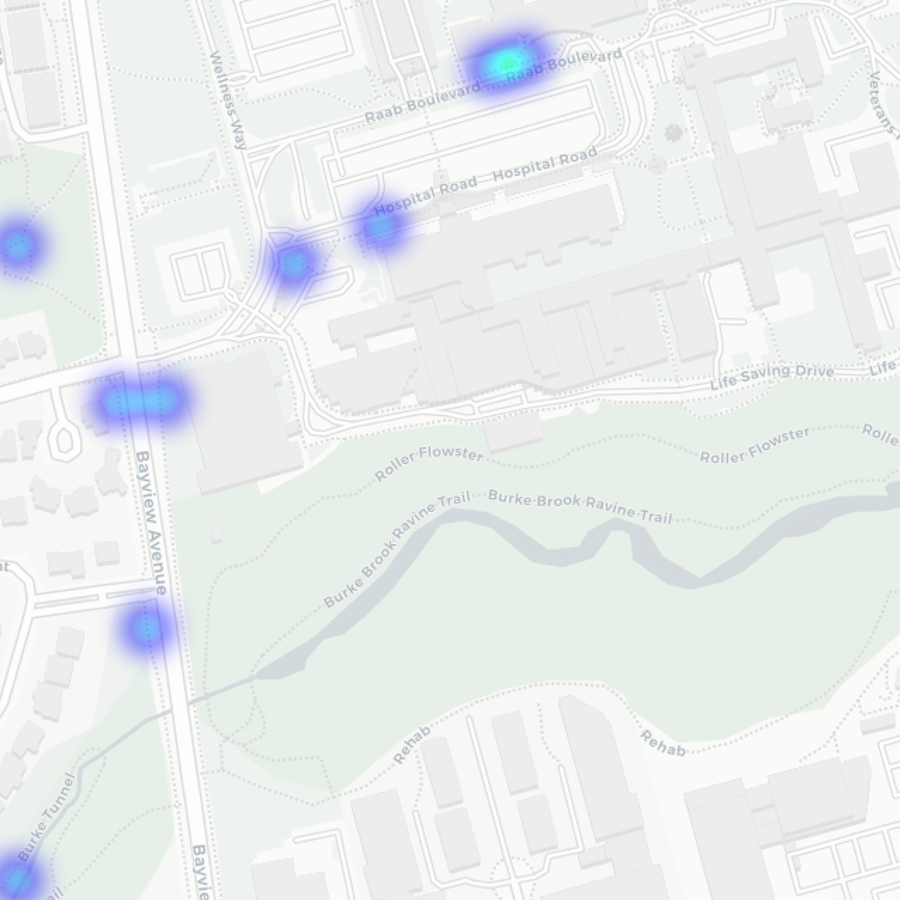 Wellness Way
Raab Boulevard
Raab Boulevard
Veterans
Hospital Road
Hospital Road
Life Saving Drive
Life
Roller Flowster
Roller Flowster
Rolle
Burke Brook Ravine Trail
Burke Brook Ravine Trail
Bayview Avenue
Rehab
Rehab
Burke Tunnel
Bayvie